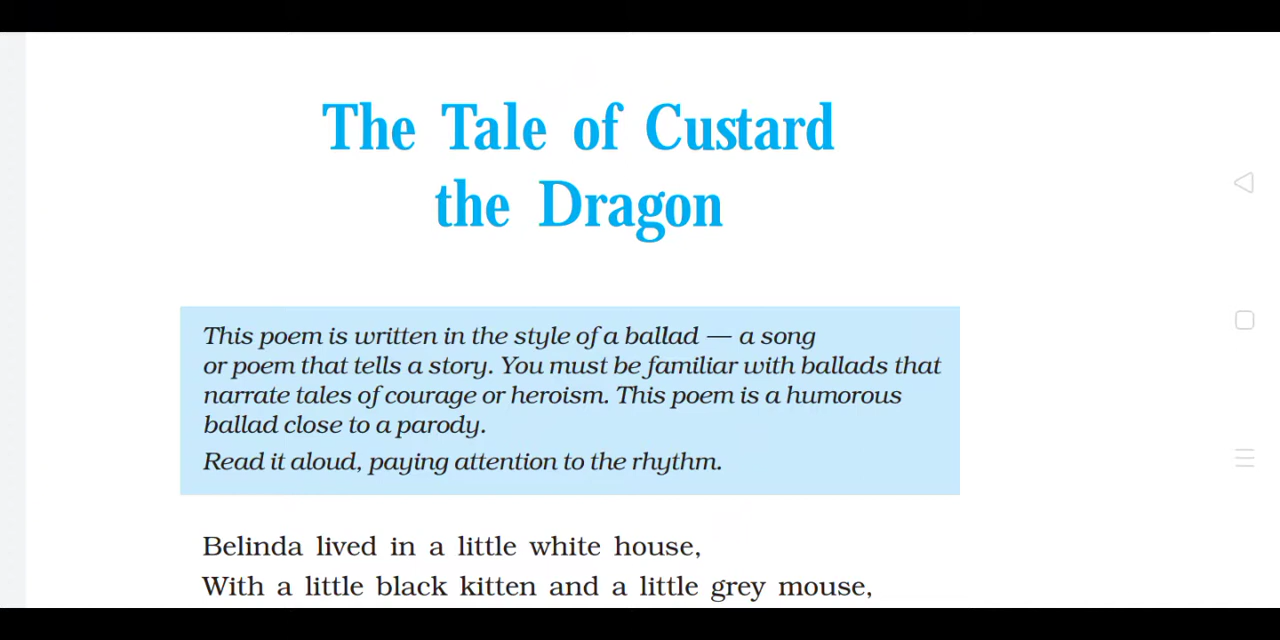 The Tale of Custard
the Dragon
This poem is written in the style of a ballad — a song
or poem that tells a story. You must be familiar with ballads that
narrate tales of courage or heroism. This poem is a humorous
ballad close to a parody.
Read it aloud, paying attention to the rhythm.
Belinda lived in a little white house,
With a little black kitten and a little grey mouse,